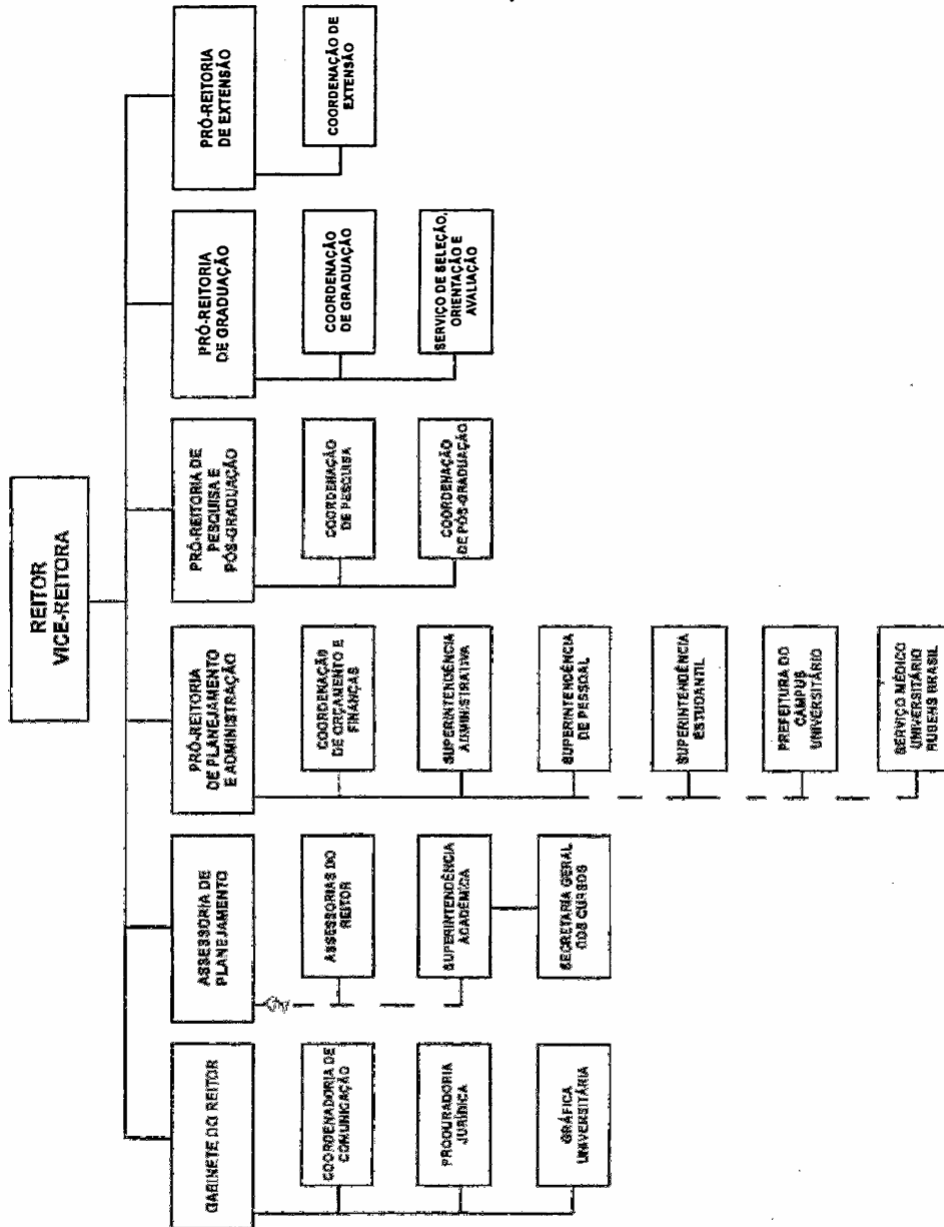 REITOR
VICE-REITORA
GABINETE DO REITOR
COORDENADORIA DE
COMUNICAÇÃO
PROCURADORIA
JURÍDICA
GRÁFICA
UNIVERSITÁRIA
ASSESSORIA DE
PLANEJAMENTO
ASSESSORIAS DO
REITOR
SUPERINTENDÊNCIA
ACADÊMICA
SECRETARIA GERAL
DOS CURSOS
PRÓ-REITORIA
DE PLANEJAMENTO
E ADMINISTRAÇÃO
COORDENAÇÃO
DE ORÇAMENTO E
FINANÇAS
SUPERINTENDÊNCIA
ADMINISTRATIVA
SUPERINTENDÊNCIA
DE PESSOAL
SUPERINTENDÊNCIA
ESTUDANTIL
PREFEITURA DO
CÂMPUS
UNIVERSITÁRIO
SERVIÇO MÉDICO
UNIVERSITÁRIO
RUBENS BRASIL
PRÓ-REITORIA DE
PESQUISA E
PÓS-GRADUAÇÃO
COORDENAÇÃO
DE PESQUISA
COORDENAÇÃO
DE PÓS-GRADUAÇÃO
PRÓ-REITORIA
DE GRADUAÇÃO
COORDENAÇÃO
DE GRADUAÇÃO
SERVIÇO DE SELEÇÃO,
ORIENTAÇÃO E
AVALIAÇÃO
PRÓ-REITORIA
DE EXTENSÃO
COORDENAÇÃO DE
EXTENSÃO